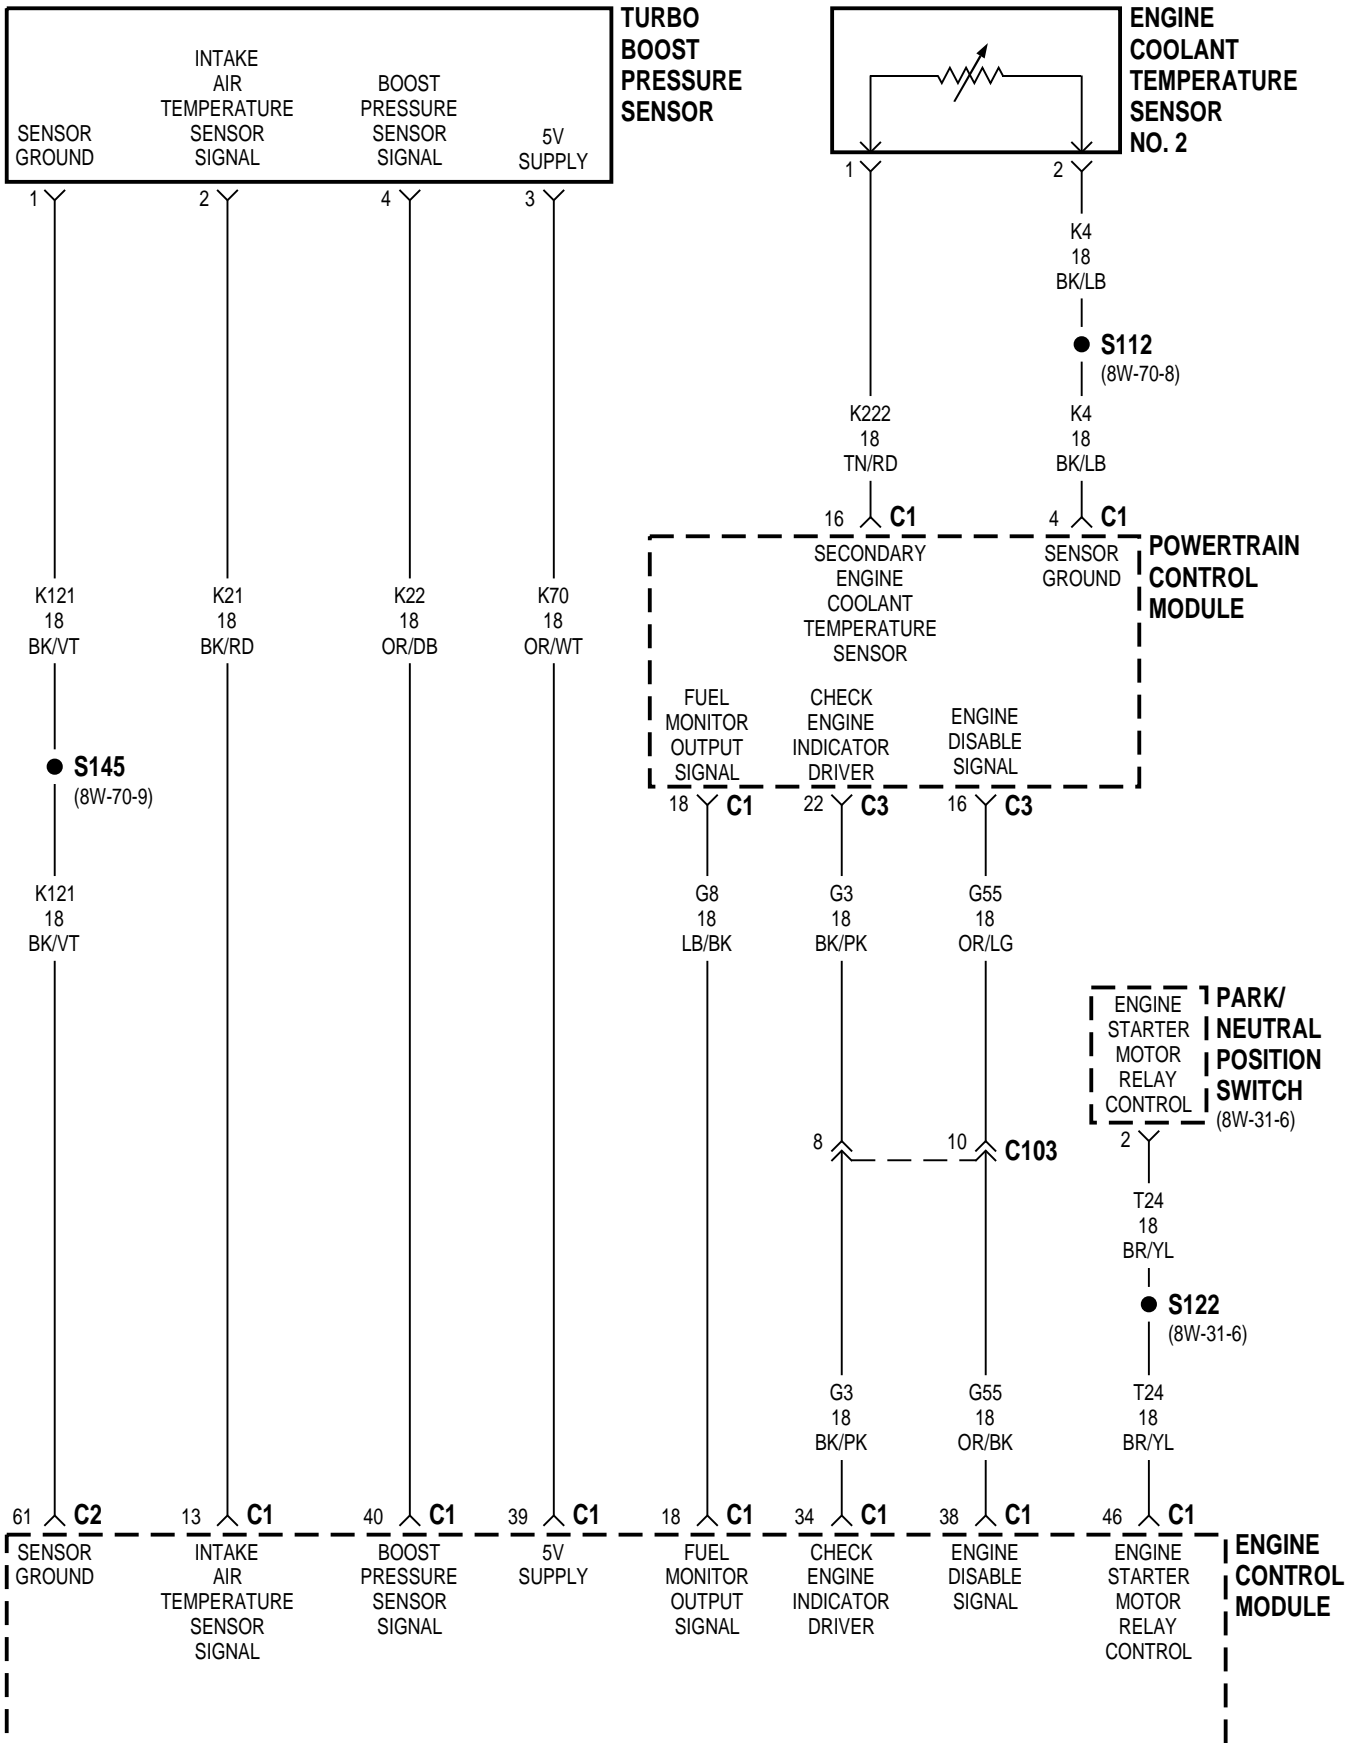 TURBO
BOOST
PRESSURE
SENSOR
SENSOR
GROUND
INTAKE
AIR
TEMPERATURE
SENSOR
SIGNAL
BOOST
PRESSURE
SENSOR
SIGNAL
5V
SUPPLY
1
2
4
3
ENGINE
COOLANT
TEMPERATURE
SENSOR
NO. 2
1
2
K4
18
BK/LB
S112
(8W-70-8)
K222
18
TN/RD
K4
18
BK/LB
16
C1
4
C1
POWERTRAIN
CONTROL
MODULE
SECONDARY
ENGINE
COOLANT
TEMPERATURE
SENSOR
SENSOR
GROUND
K121
18
BK/VT
K21
18
BK/RD
K22
18
OR/DB
K70
18
OR/WT
FUEL
MONITOR
OUTPUT
SIGNAL
CHECK
ENGINE
INDICATOR
DRIVER
ENGINE
DISABLE
SIGNAL
S145
(8W-70-9)
18
C1
22
C3
16
C3
K121
18
BK/VT
G8
18
LB/BK
G3
18
BK/PK
G55
18
OR/LG
ENGINE
STARTER
MOTOR
RELAY
CONTROL
PARK/
NEUTRAL
POSITION
SWITCH
(8W-31-6)
8
10
C103
2
T24
18
BR/YL
S122
(8W-31-6)
G3
18
BK/PK
G55
18
OR/BK
T24
18
BR/YL
61
C2
13
C1
40
C1
39
C1
18
C1
34
C1
38
C1
46
C1
SENSOR
GROUND
INTAKE
AIR
TEMPERATURE
SENSOR
SIGNAL
BOOST
PRESSURE
SENSOR
SIGNAL
5V
SUPPLY
FUEL
MONITOR
OUTPUT
SIGNAL
CHECK
ENGINE
INDICATOR
DRIVER
ENGINE
DISABLE
SIGNAL
ENGINE
STARTER
MOTOR
RELAY
CONTROL
ENGINE
CONTROL
MODULE